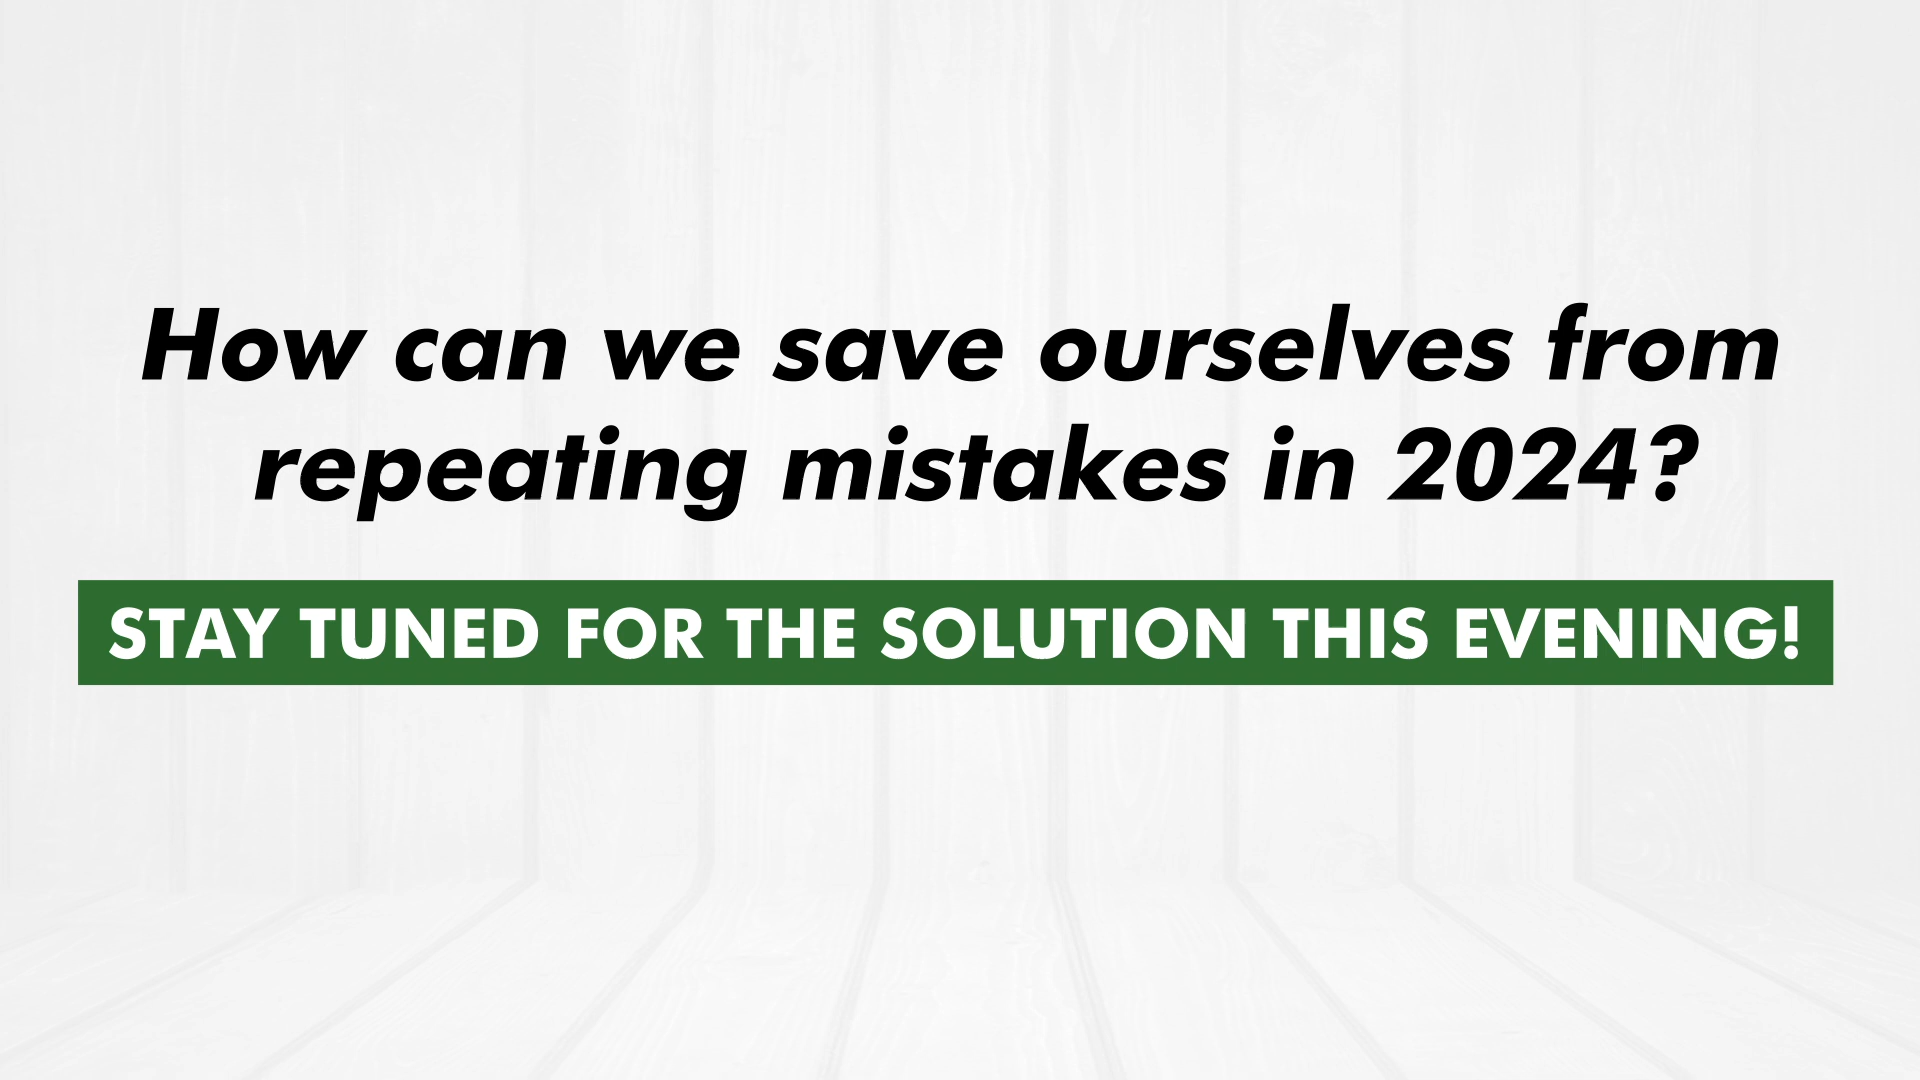 How can we save ourselves from
repeating mistakes in 2024?
STAY TUNED FOR THE SOLUTION THIS EVENING!